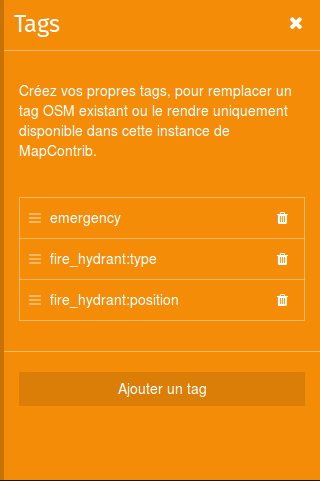 Tags
Créez vos propres tags, pour remplacer un
tag OSM existant ou le rendre uniquement
disponible dans cette instance de
MapContrib.
emergency
fire_hydrant:type
fire_hydrant:position
Ajouter un tag